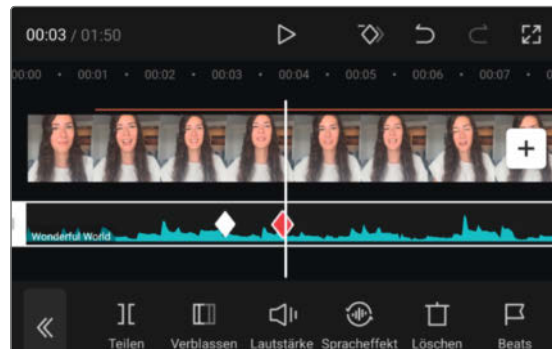 00:03 / 01:50
00:00 00:01 00:02 00:03 00:04 00:05 00:06 00:07
Wonderful World
Teilen Verblassen Lautstärke Spracheffekt Löschen Beats